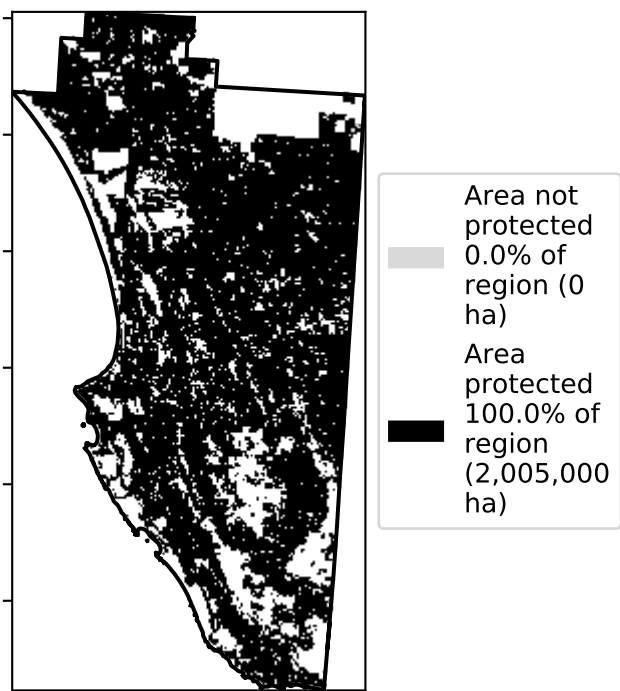 Area not
protected
0.0% of
region (0
ha)
Area
protected
100.0% of
region
(2,005,000
ha)